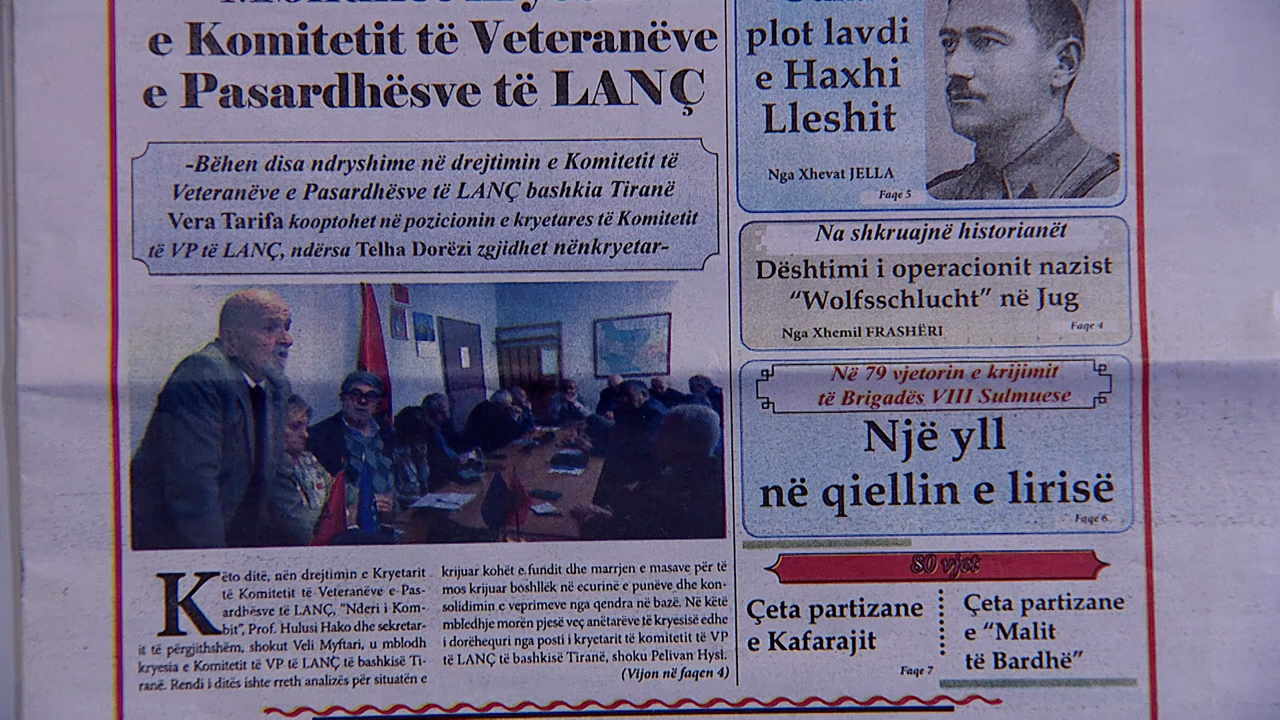 e Komitetit të Veteranëve
e Pasardhësve të LANÇ
-Bëhen disa ndryshime në drejtimin e Komitetit të
Veteranëve e Pasardhësve të LANÇ bashkia Tiranë
Vera Tarifa kooptohet në pozicionin e kryetares të Komitetit
të VP të LANÇ, ndërsa Telha Dorëzi zgjidhet nënkryetar-
Këto ditë, nën drejtimin e Kryetarit
të Komitetit të Veteranëve e Pas-
ardhësve të LANÇ, "Nderi i Kom-
bit", Prof. Hulusi Hako dhe sekretar-
it të përgjithshëm, shokut Veli Myftari, u mblodh
kryesia e Komitetit të VP të LANÇ të bashkisë Ti-
ranë. Rendi i ditës ishte rreth analizës për situatën e
krijuar kohët e fundit dhe marrjen e masave për të
mos krijuar boshllëk në ecurinë e punëve dhe kon-
solidimin e veprimeve nga qendra në bazë. Në këtë
mbledhje morën pjesë veç anëtarëve të kryesisë edhe
i dorëhequri nga posti i kryetarit të komitetit të VP
të LANÇ të bashkisë Tiranë, shoku Pelivan Hysi.
(Vijon në faqen 4)
plot lavdi
e Haxhi
Lleshit
Nga Xhevat JELLA
Faqe 5
Na shkruajnë historianët
Dështimi i operacionit nazist
“Wolfsschlucht” në Jug
Nga Xhemil FRASHËRI
Faqe 4
Në 79 vjetorin e krijimit
të Brigadës VIII Sulmuese
Një yll
në qiellin e lirisë
Faqe 6
80 vjet
Çeta partizane
e Kafarajit
Faqe 7
Çeta partizane
e “Malit
të Bardhë”